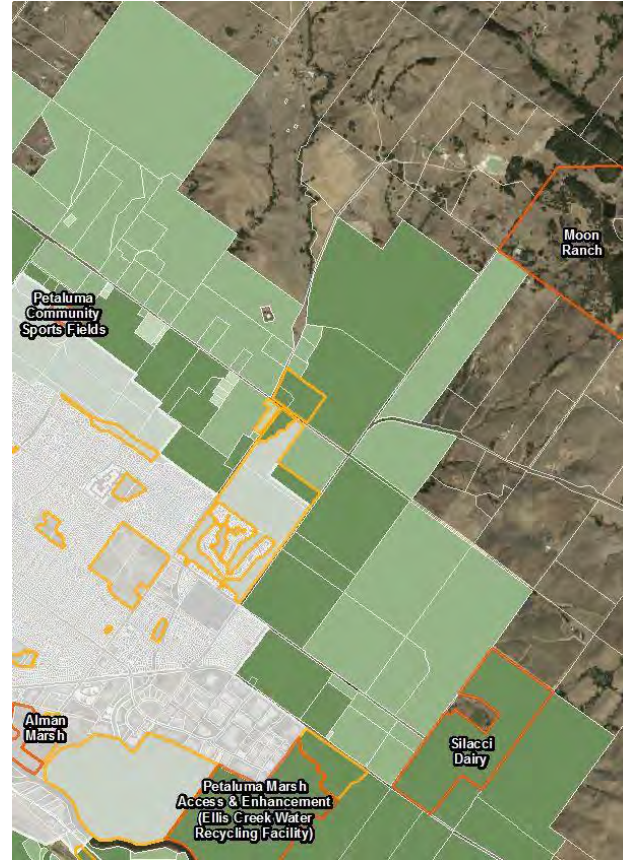 Moon
Ranch
Petaluma
Community
Sports Fields
Alman
Marsh
Silacci
Dairy
Petaluma Marsh
Access & Enhancement
(Ellis Creek Water
Recycling Facility)